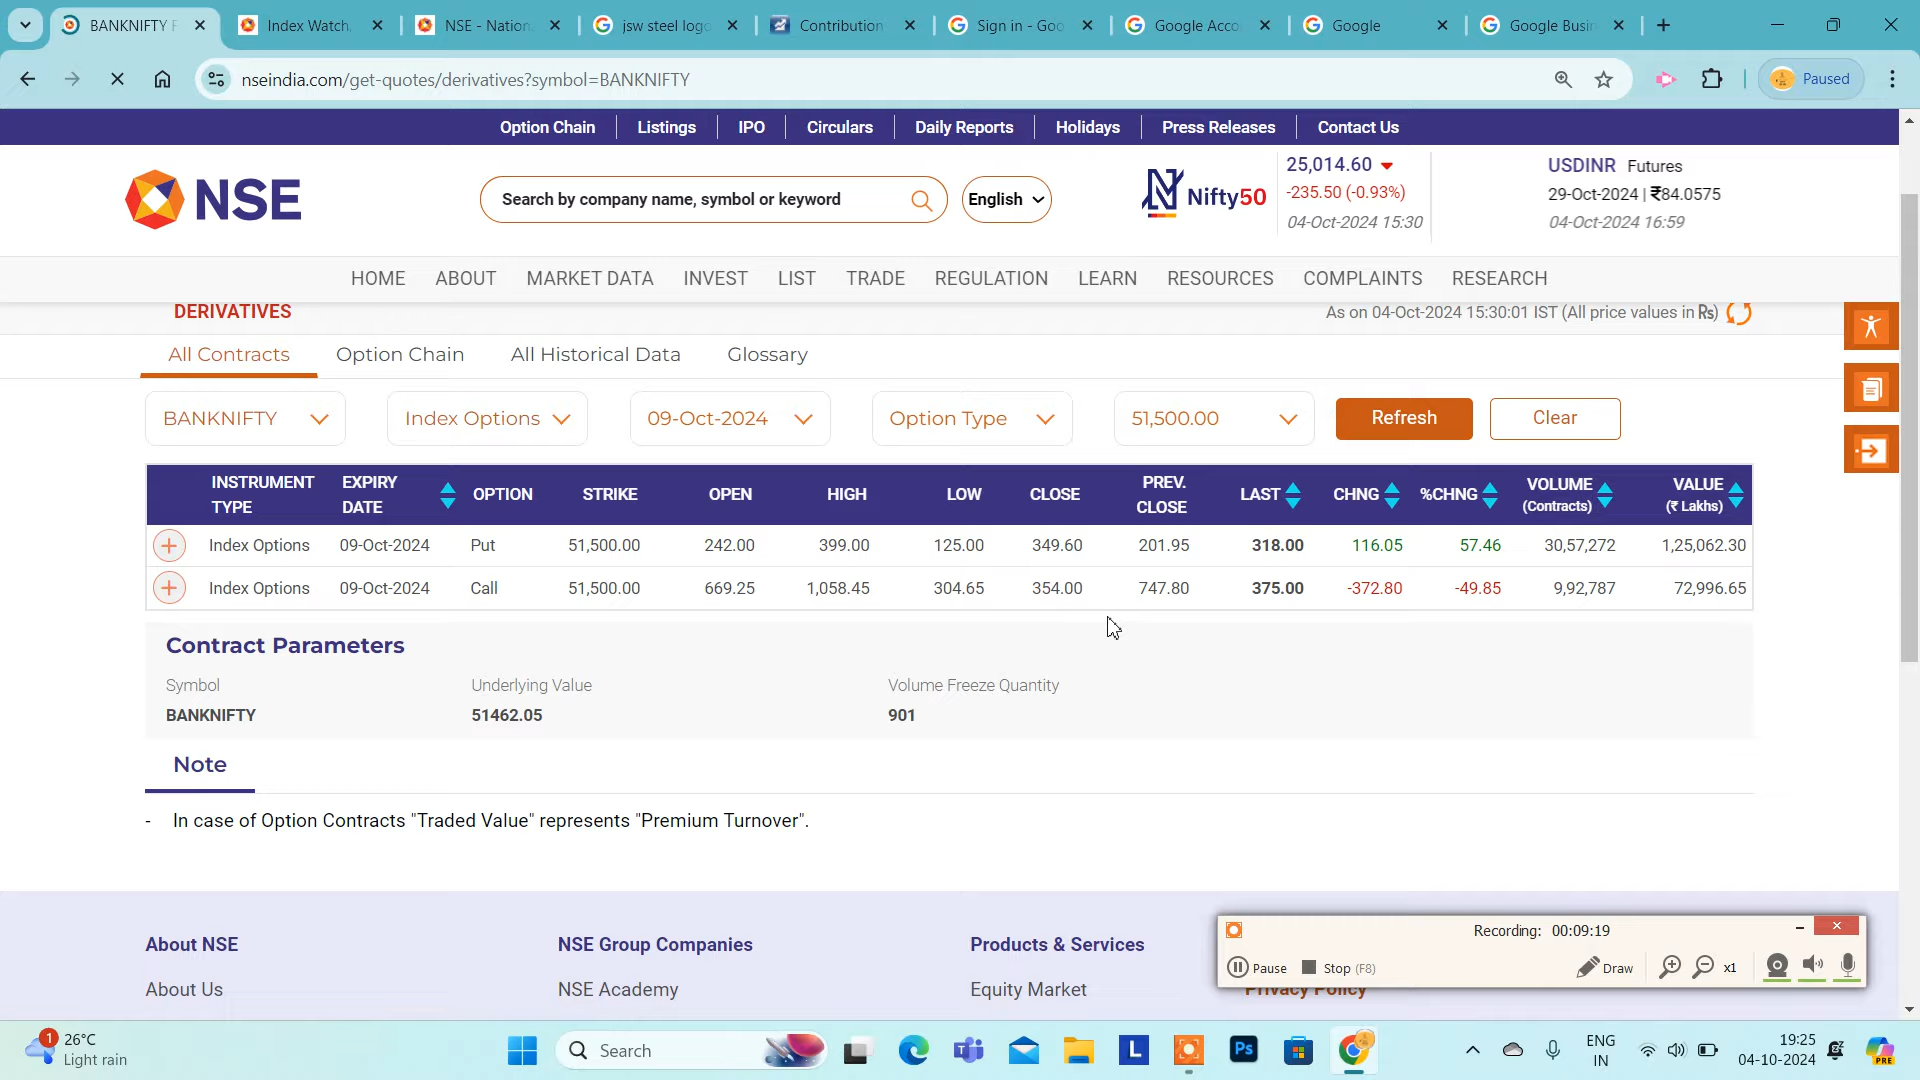 BANKNIFTY F
Index Watch
NSE - Nation
jsw steel logo
Contribution
Sign in - Goo
Google Acco
Google
Google Busin
nseindia.com/get-quotes/derivatives?symbol=BANKNIFTY
Paused
Option Chain
Listings
IPO
Circulars
Daily Reports
Holidays
Press Releases
Contact Us
NSE
Search by company name, symbol or keyword
English
Nifty50
25,014.60
-235.50 (-0.93%)
04-Oct-2024 15:30
USDINR Futures
29-Oct-2024 | ₹84.0575
04-Oct-2024 16:59
HOME ABOUT MARKET DATA INVEST LIST TRADE REGULATION LEARN RESOURCES COMPLAINTS RESEARCH
DERIVATIVES
As on 04-Oct-2024 15:30:01 IST (All price values in Rs)
All Contracts Option Chain All Historical Data Glossary
BANKNIFTY Index Options 09-Oct-2024 Option Type 51,500.00 Refresh Clear
INSTRUMENT TYPE EXPIRY DATE OPTION STRIKE OPEN HIGH LOW CLOSE PREV. CLOSE LAST CHNG %CHNG VOLUME (Contracts) VALUE (₹ Lakhs)
Index Options 09-Oct-2024 Put 51,500.00 242.00 399.00 125.00 349.60 201.95 318.00 116.05 57.46 30,57,272 1,25,062.30
Index Options 09-Oct-2024 Call 51,500.00 669.25 1,058.45 304.65 354.00 747.80 375.00 -372.80 -49.85 9,92,787 72,996.65
Contract Parameters
Symbol Underlying Value Volume Freeze Quantity
BANKNIFTY 51462.05 901
Note
- In case of Option Contracts "Traded Value" represents "Premium Turnover".
About NSE NSE Group Companies Products & Services
About Us NSE Academy Equity Market Privacy Policy
Recording: 00:09:19
Pause Stop (F8) Draw x1
1
26°C
Light rain
Search
L
Ps
PRE
ENG
IN
19:25
04-10-2024